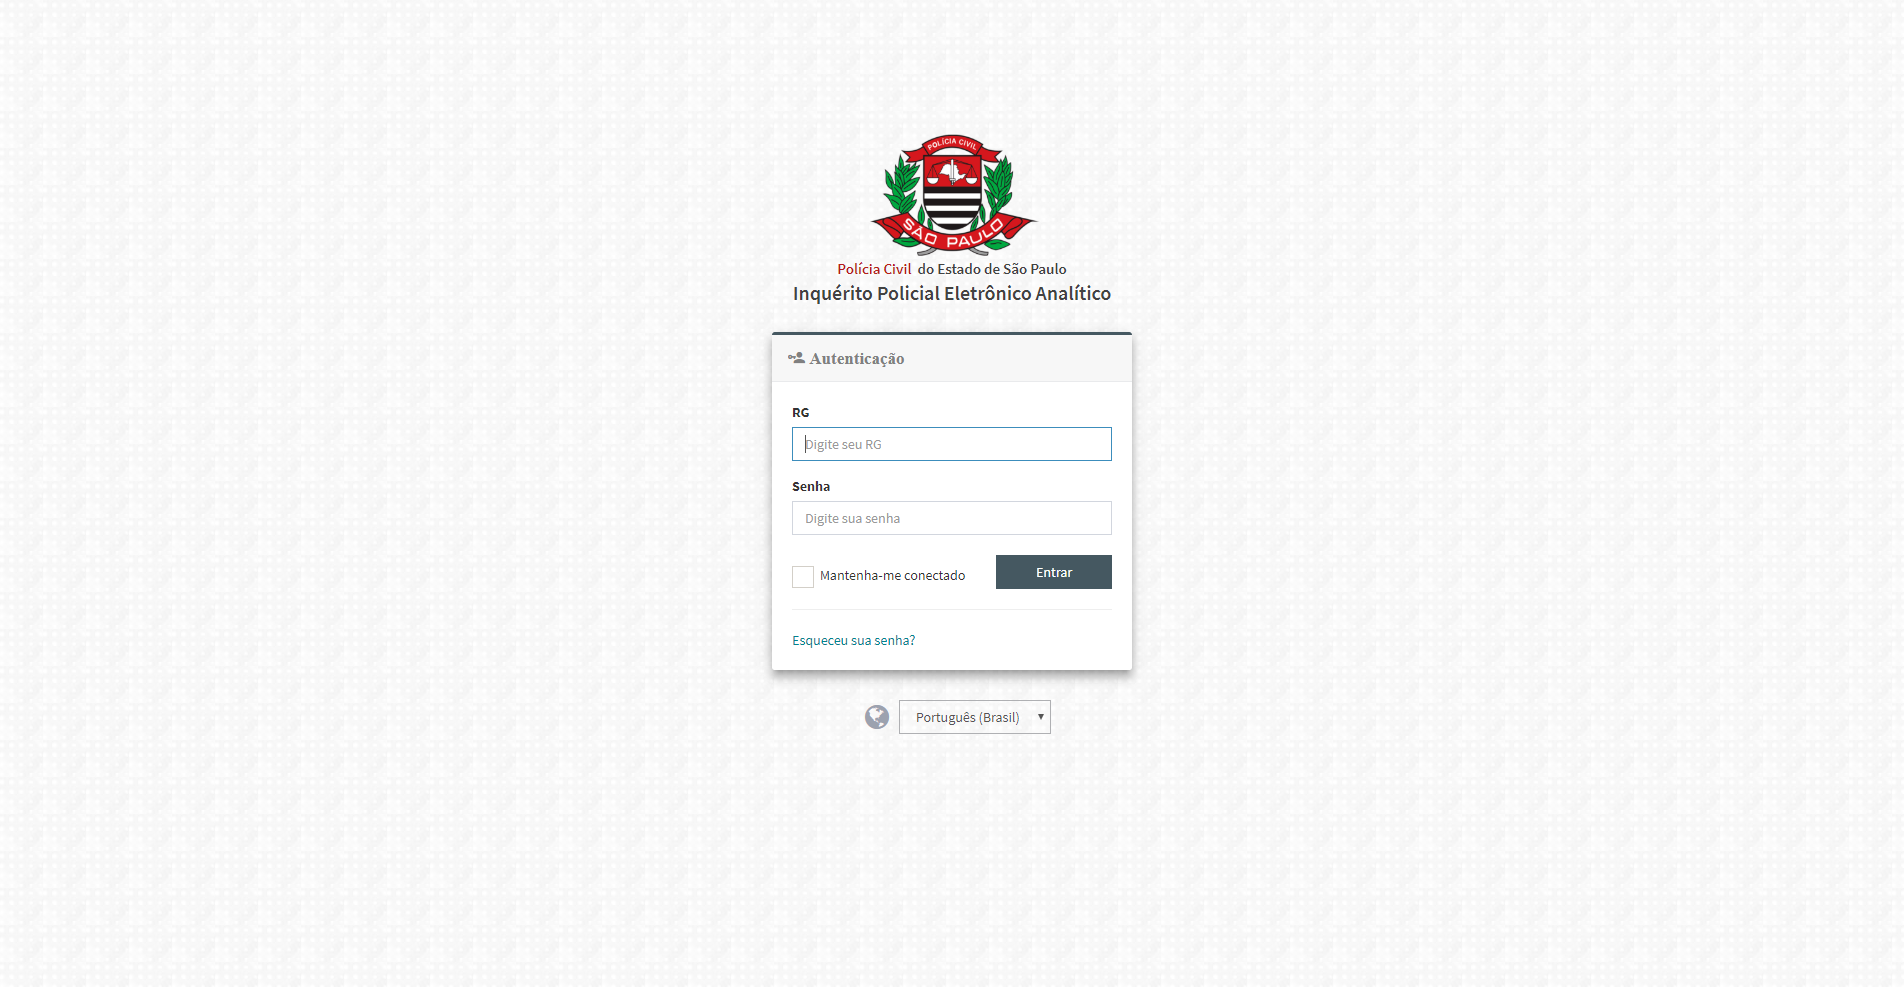 POLÍCIA CIVIL
SÃO PAULO
Polícia Civil do Estado de São Paulo
Inquérito Policial Eletrônico Analítico
Autenticação
RG
Digite seu RG
Senha
Digite sua senha
Mantenha-me conectado
Entrar
Esqueceu sua senha?
Português (Brasil)